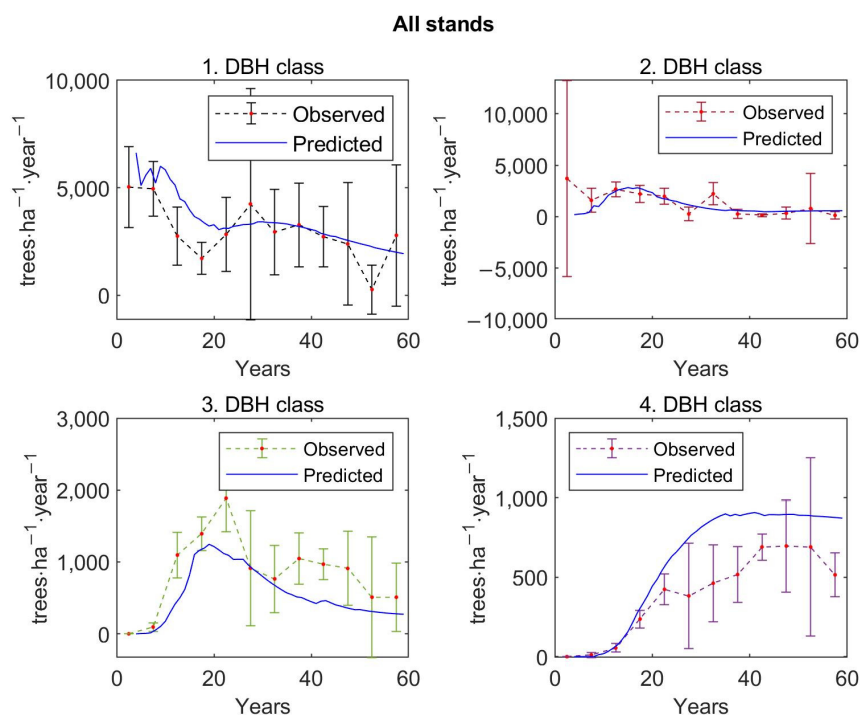 All stands
1. DBH class
10,000
5,000
0
trees·ha⁻¹·year⁻¹
Observed
Predicted
0 20 40 60
Years
2. DBH class
10,000
5,000
0
−5,000
−10,000
trees·ha⁻¹·year⁻¹
Observed
Predicted
0 20 40 60
Years
3. DBH class
3,000
2,000
1,000
0
trees·ha⁻¹·year⁻¹
Observed
Predicted
0 20 40 60
Years
4. DBH class
1,500
1,000
500
0
trees·ha⁻¹·year⁻¹
Observed
Predicted
0 20 40 60
Years